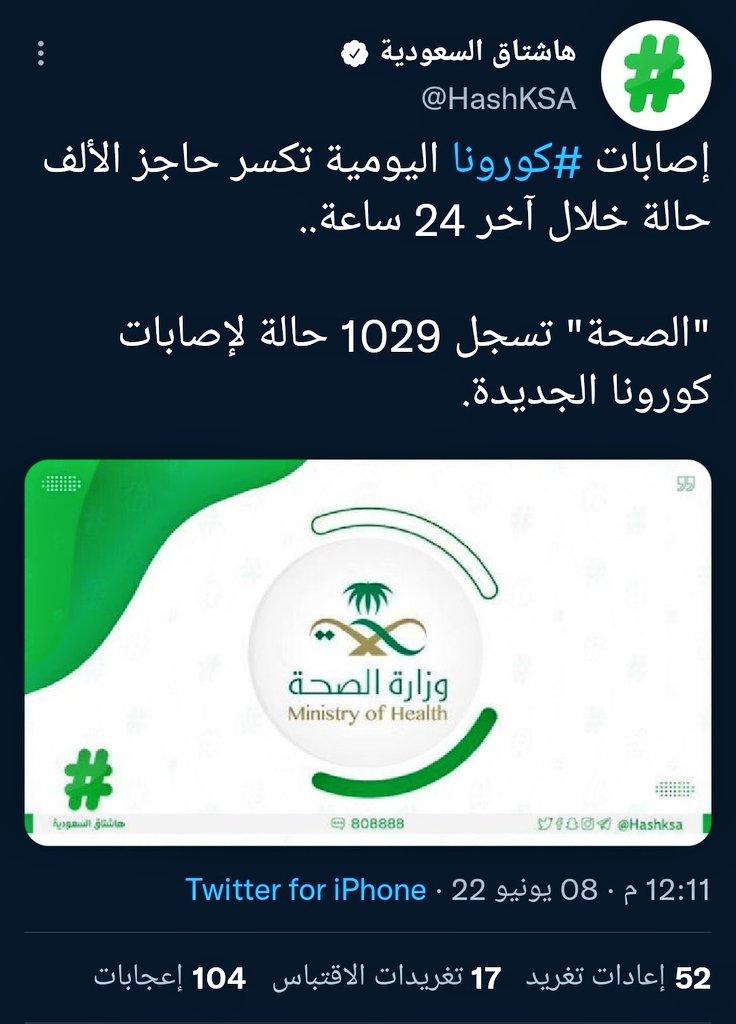 هاشتاق السعودية
@HashKSA
إصابات #كورونا اليومية تكسر حاجز الألف
حالة خلال آخر 24 ساعة..
"الصحة" تسجل 1029 حالة لإصابات
كورونا الجديدة.
وزارة الصحة
Ministry of Health
هاشتاق السعودية
808888
@Hashksa
12:11 م · 08 يونيو 22 · Twitter for iPhone
52 إعادات تغريد 17 تغريدات الاقتباس 104 إعجابات